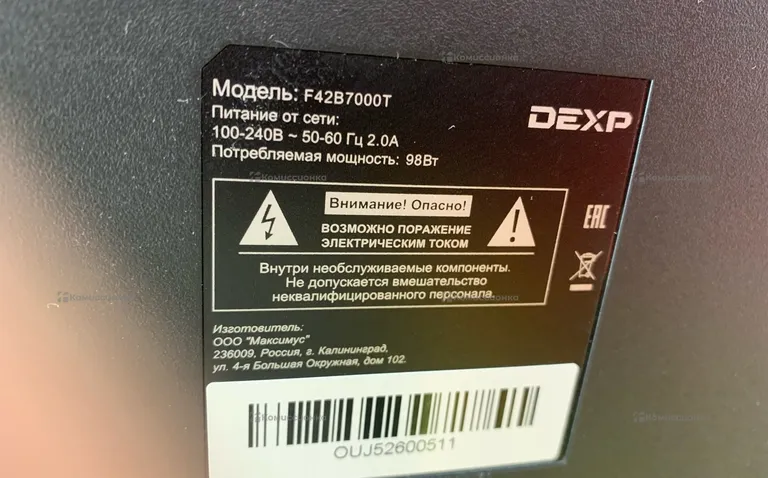 Модель: F42B7000T
DEXP
Питание от сети:
100-240В ~ 50-60 Гц 2.0А
Потребляемая мощность: 98Вт
Внимание! Опасно!
ВОЗМОЖНО ПОРАЖЕНИЕ
ЭЛЕКТРИЧЕСКИМ ТОКОМ
EAC
Внутри необслуживаемые компоненты.
Не допускается вмешательство
неквалифицированного персонала
Изготовитель:
ООО "Максимус"
236009, Россия, г. Калининград,
ул. 4-я Большая Окружная, дом 102.
OUJ52600511
Комиссионка